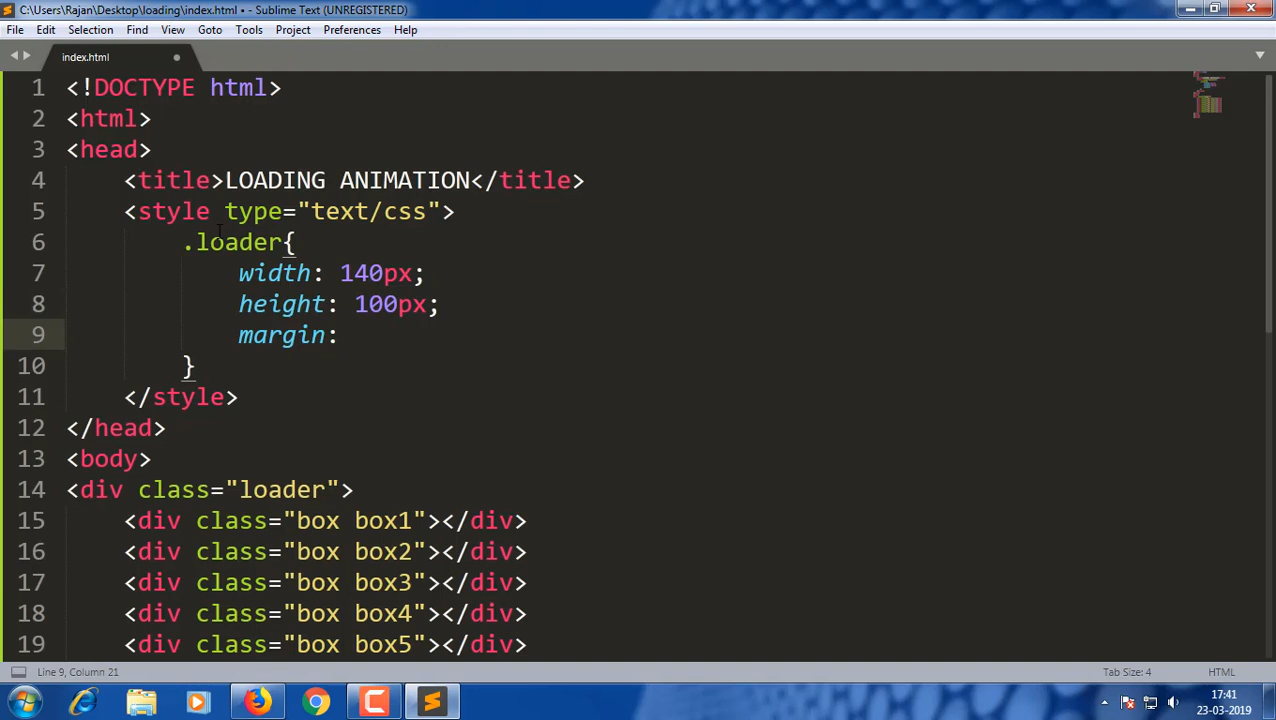 C:\Users\Rajan\Desktop\loading\index.html • - Sublime Text (UNREGISTERED)
File Edit Selection Find View Goto Tools Project Preferences Help
index.html
1 <!DOCTYPE html>
2 <html>
3 <head>
4 <title>LOADING ANIMATION</title>
5 <style type="text/css">
6 .loader{
7 width: 140px;
8 height: 100px;
9 margin:
10 }
11 </style>
12 </head>
13 <body>
14 <div class="loader">
15 <div class="box box1"></div>
16 <div class="box box2"></div>
17 <div class="box box3"></div>
18 <div class="box box4"></div>
19 <div class="box box5"></div>
Line 9, Column 21 Tab Size: 4 HTML
17:41
23-03-2019